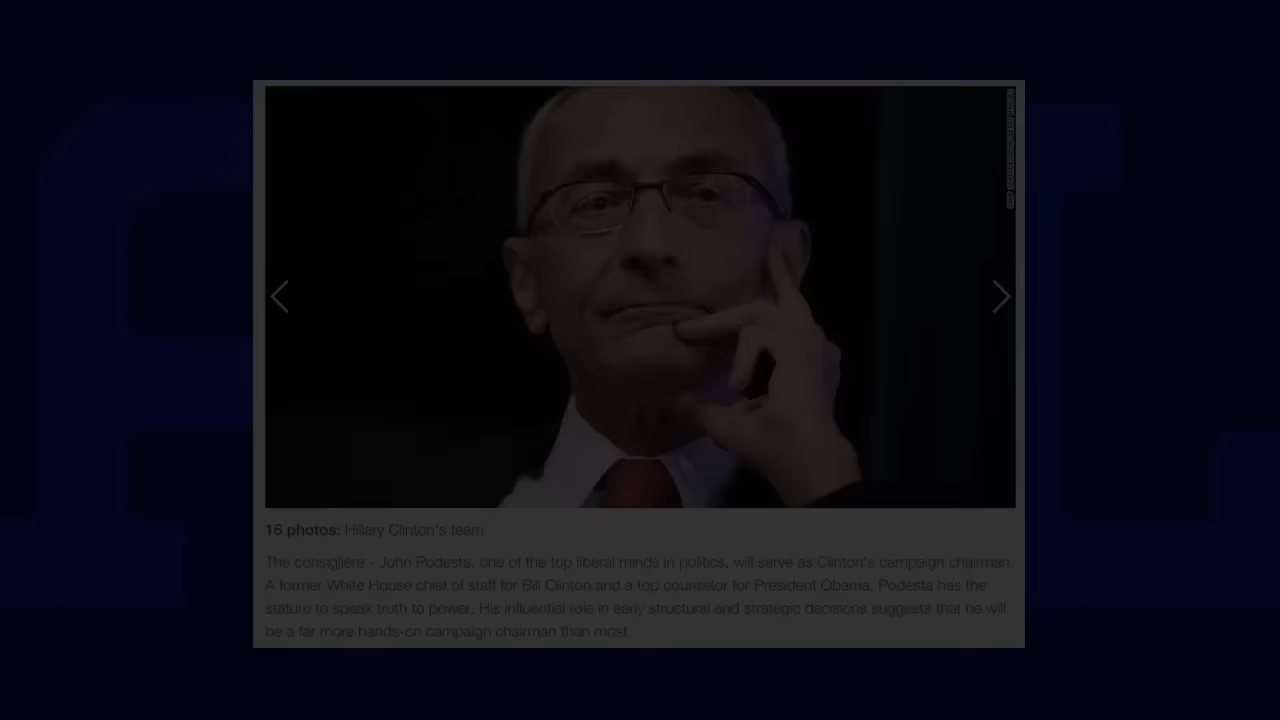 16 photos: Hillary Clinton's team
The consigliere - John Podesta, one of the top liberal minds in politics, will serve as Clinton's campaign chairman.
A former White House chief of staff for Bill Clinton and a top counselor for President Obama, Podesta has the
stature to speak truth to power. His influential role in early structural and strategic decisions suggests that he will
be a far more hands-on campaign chairman than most.